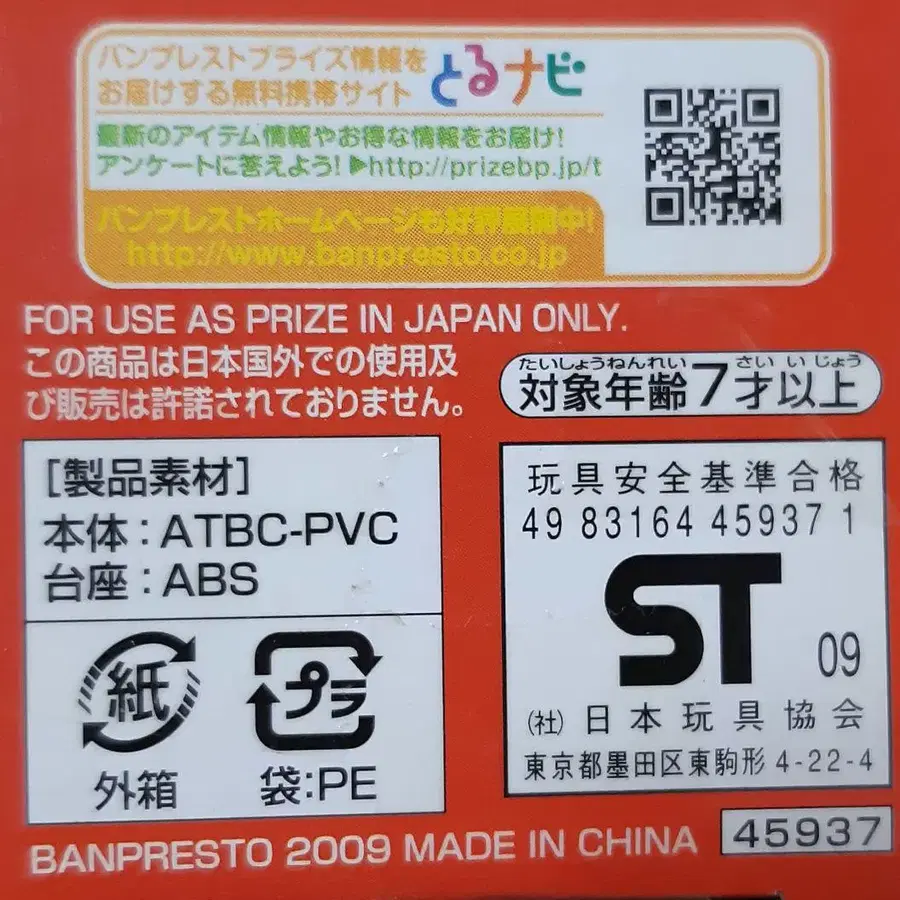 バンプレストプライズ情報を
お届けする無料携帯サイト
とるナビ
最新のアイテム情報やお得な情報をお届け!
アンケートに答えよう!▶http://prizebp.jp/t
バンプレストホームページも好評展開中!
http://www.banpresto.co.jp
FOR USE AS PRIZE IN JAPAN ONLY.
この商品は日本国外での使用及
び販売は許諾されておりません。
たいしょうねんれい さい いじょう
対象年齢7才以上
[製品素材]
本体:ATBC-PVC
台座:ABS
紙
プラ
外箱
袋:PE
玩具安全基準合格
49 83164 45937 1
ST
09
(社)日本玩具協会
東京都墨田区東駒形4-22-4
BANPRESTO 2009 MADE IN CHINA
45937